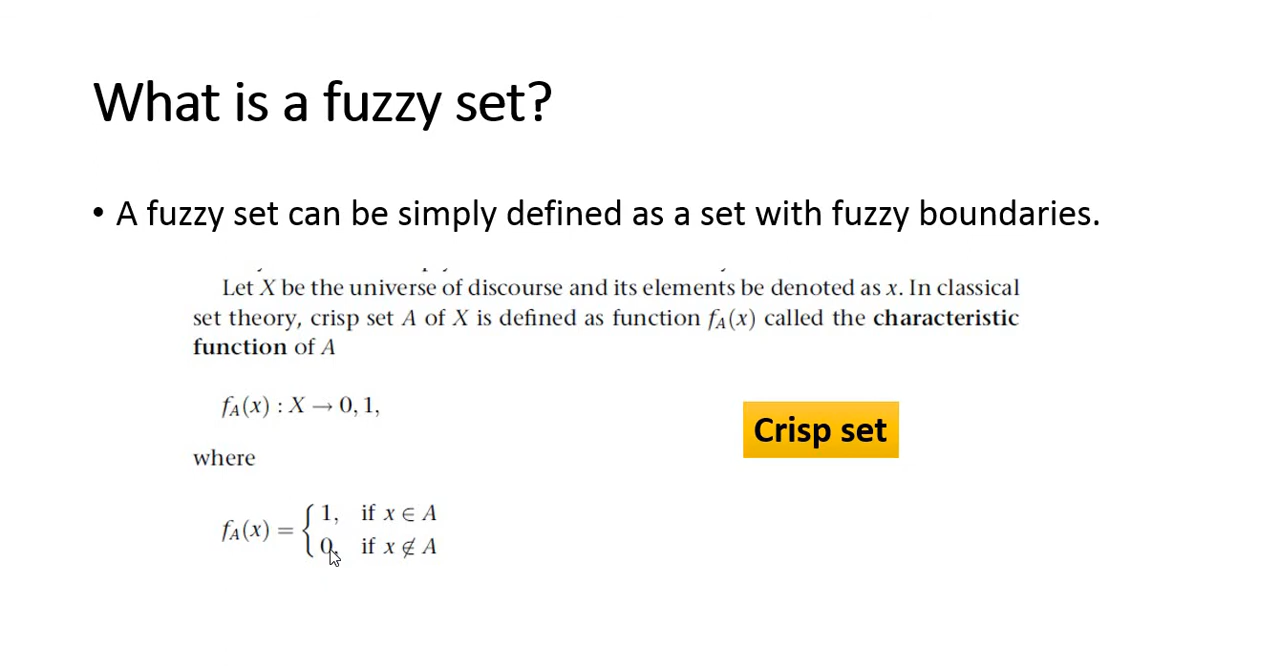 What is a fuzzy set?
• A fuzzy set can be simply defined as a set with fuzzy boundaries.
Let X be the universe of discourse and its elements be denoted as x. In classical
set theory, crisp set A of X is defined as function fA(x) called the characteristic
function of A
fA(x) : X → 0, 1,
Crisp set
where
fA(x) = { 1, if x ∈ A
0, if x ∉ A